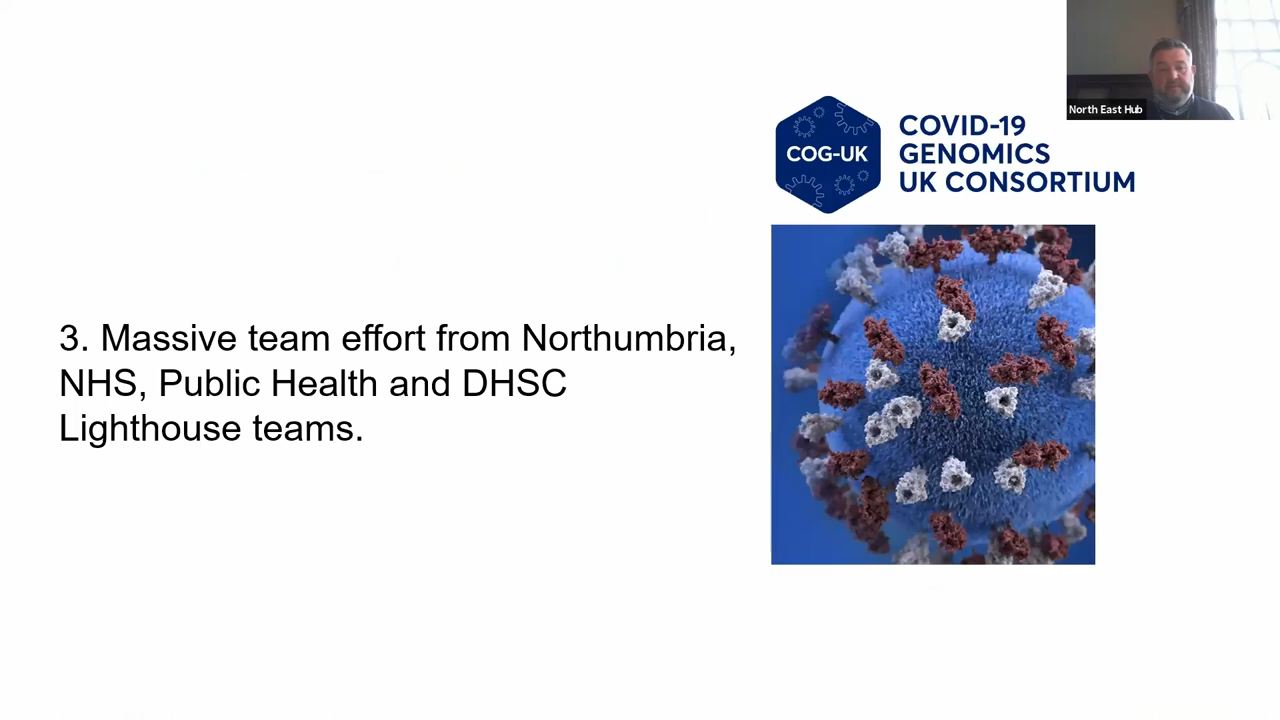 North East Hub
COG-UK
COVID-19
GENOMICS
UK CONSORTIUM
3. Massive team effort from Northumbria,
NHS, Public Health and DHSC
Lighthouse teams.